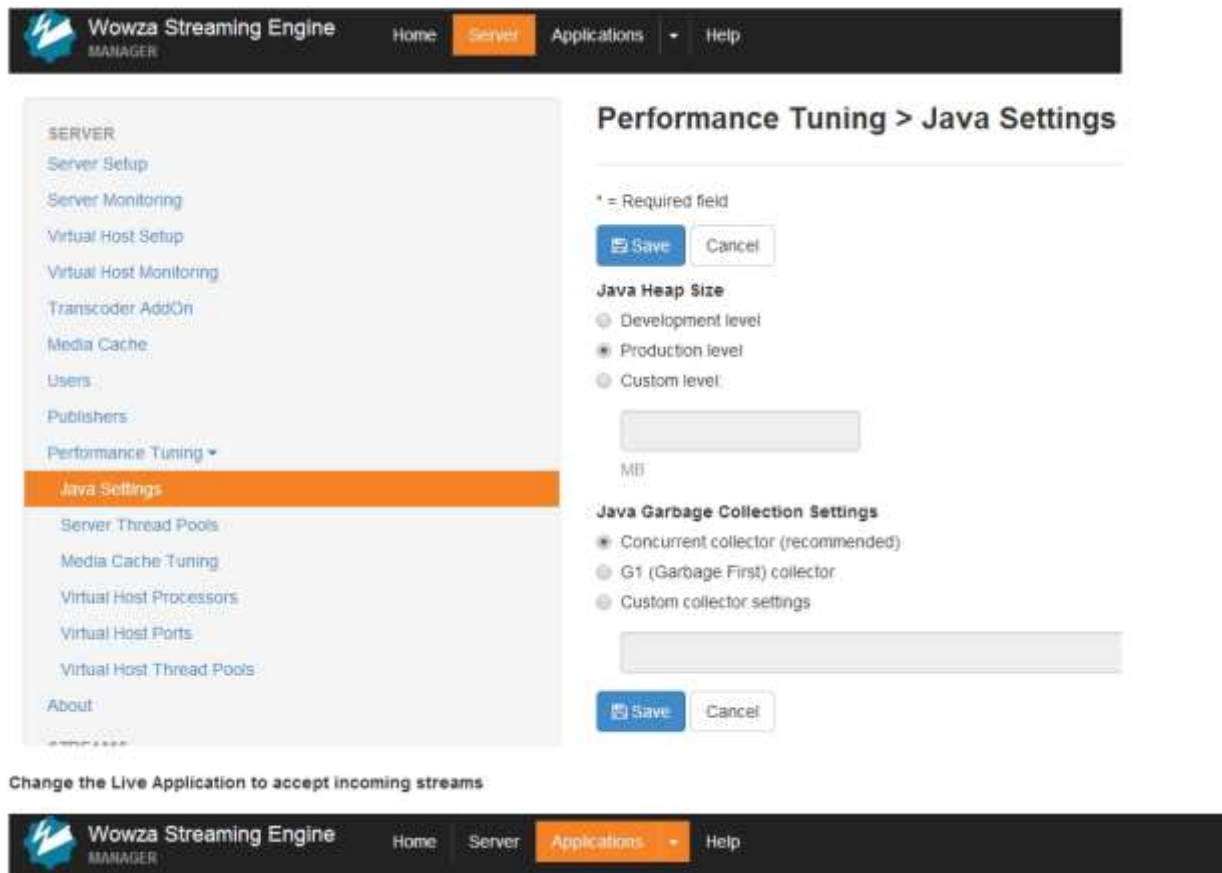 Wowza Streaming Engine
MANAGER
Home Server Applications Help
SERVER
Server Setup
Server Monitoring
Virtual Host Setup
Virtual Host Monitoring
Transcoder AddOn
Media Cache
Users
Publishers
Performance Tuning
Java Settings
Server Thread Pools
Media Cache Tuning
Virtual Host Processors
Virtual Host Ports
Virtual Host Thread Pools
About
Performance Tuning > Java Settings
* = Required field
Save Cancel
Java Heap Size
Development level
Production level
Custom level:
MB
Java Garbage Collection Settings
Concurrent collector (recommended)
G1 (Garbage First) collector
Custom collector settings
Save Cancel
Change the Live Application to accept incoming streams
Wowza Streaming Engine
MANAGER
Home Server Applications Help